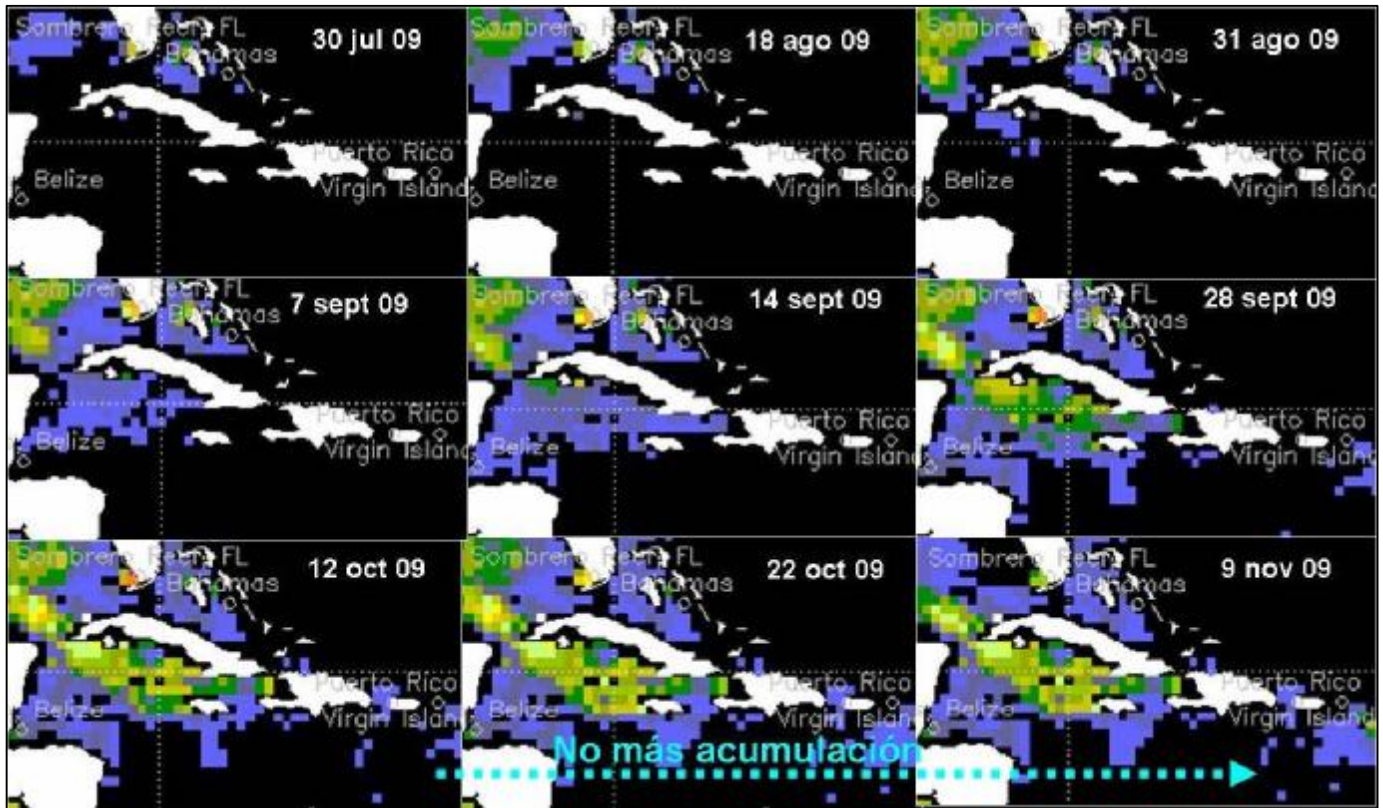 Sombrero Reef, FL
Bahamas
30 jul 09
Puerto Rico
Belize
Virgin Island
Sombrero Reef, FL
Bahamas
18 ago 09
Puerto Rico
Belize
Virgin Island
Sombrero Reef, FL
Bahamas
31 ago 09
Puerto Rico
Belize
Virgin Island
Sombrero Reef, FL
Bahamas
7 sept 09
Puerto Rico
Belize
Virgin Island
Sombrero Reef, FL
Bahamas
14 sept 09
Puerto Rico
Belize
Virgin Island
Sombrero Reef, FL
Bahamas
28 sept 09
Puerto Rico
Belize
Virgin Island
Sombrero Reef, FL
Bahamas
12 oct 09
Puerto Rico
Belize
Virgin Island
Sombrero Reef, FL
Bahamas
22 oct 09
Puerto Rico
Belize
Virgin Island
Sombrero Reef, FL
Bahamas
9 nov 09
Puerto Rico
Belize
Virgin Island
No más acumulación